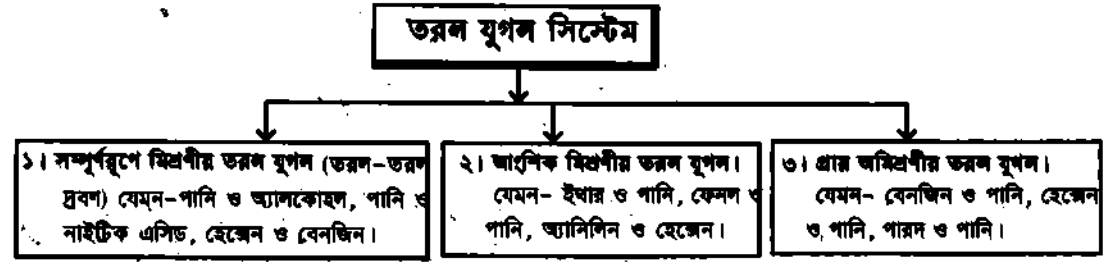 তরল যুগল সিস্টেম
১। সম্পূর্ণরূপে মিশ্রণীয় তরল যুগল (তরল-তরল
দ্রবণ) যেমন-পানি ও অ্যালকোহল, পানি ও
নাইট্রিক এসিড, হেক্সেন ও বেনজিন।
২। আংশিক মিশ্রণীয় তরল যুগল।
যেমন- ইথার ও পানি, ফেনল ও
পানি, অ্যানিলিন ও হেক্সেন।
৩। প্রায় অমিশ্রণীয় তরল যুগল।
যেমন- বেনজিন ও পানি, হেক্সেন
ও পানি, পারদ ও পানি।